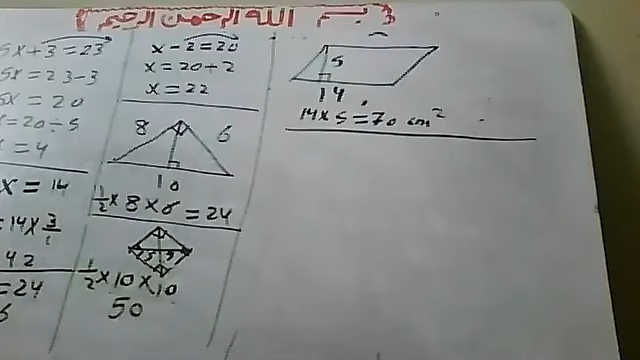 بسم الله الرحمن الرحيم
5x+3=23
5x=23-3
5x=20
x=20÷5
x=4
x=14
=14×3/1
42
=24
x-2=20
x=20+2
x=22
8 6
10
1/2×8×6=24
5 5
1/2×10×10
50
5
14
14×5=70 cm²